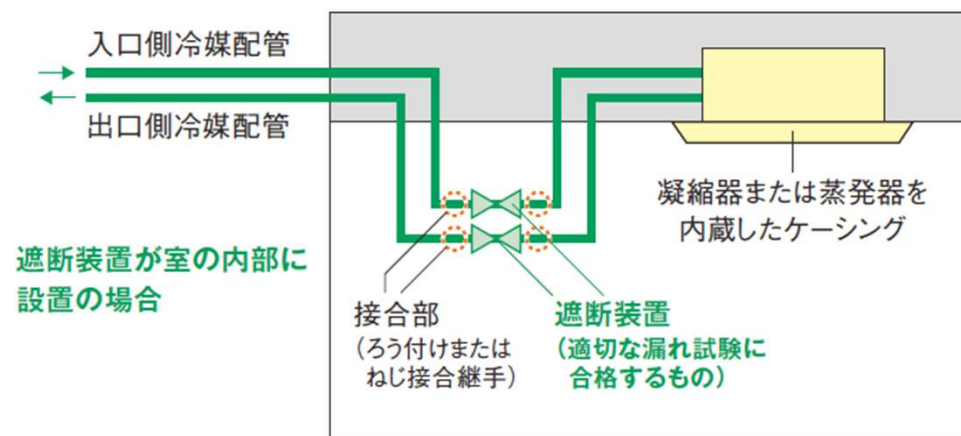 入口側冷媒配管
出口側冷媒配管
凝縮器または蒸発器を
内蔵したケーシング
遮断装置が室の内部に
設置の場合
接合部
（ろう付けまたは
ねじ接合継手）
遮断装置
（適切な漏れ試験に
合格するもの）